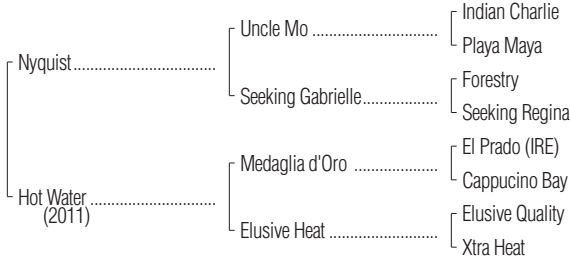 Indian Charlie
Uncle Mo
Playa Maya
Nyquist
Forestry
Seeking Gabrielle
Seeking Regina
El Prado (IRE)
Medaglia d'Oro
Cappucino Bay
Hot Water
(2011)
Elusive Quality
Elusive Heat
Xtra Heat